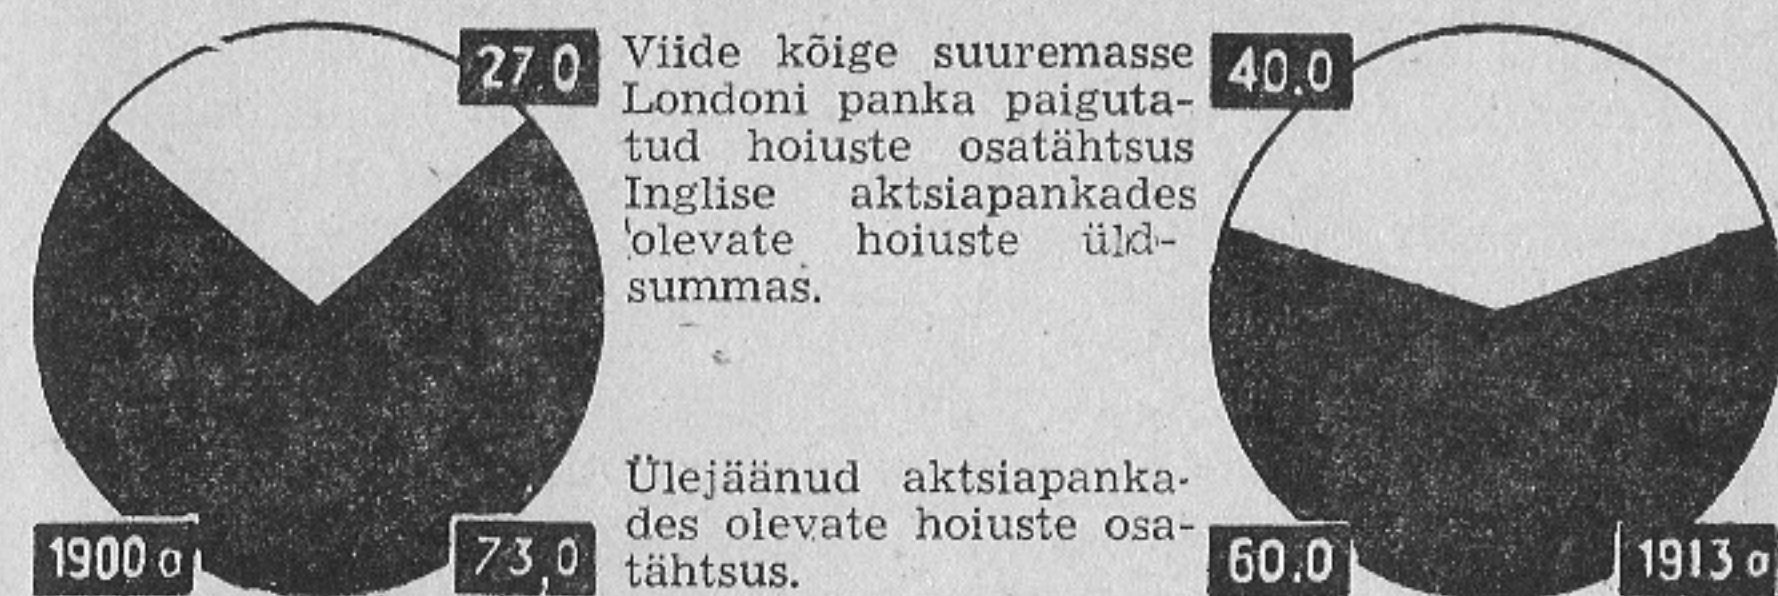 27.0
Viide kõige suuremasse
Londoni panka paiguta-
tud hoiuste osatähtsus
Inglise aktsiapankades
olevate hoiuste üld-
summas.
40.0
Ülejäänud aktsiapanka-
des olevate hoiuste osa-
tähtsus.
1900 a
73,0
60.0
1913 a